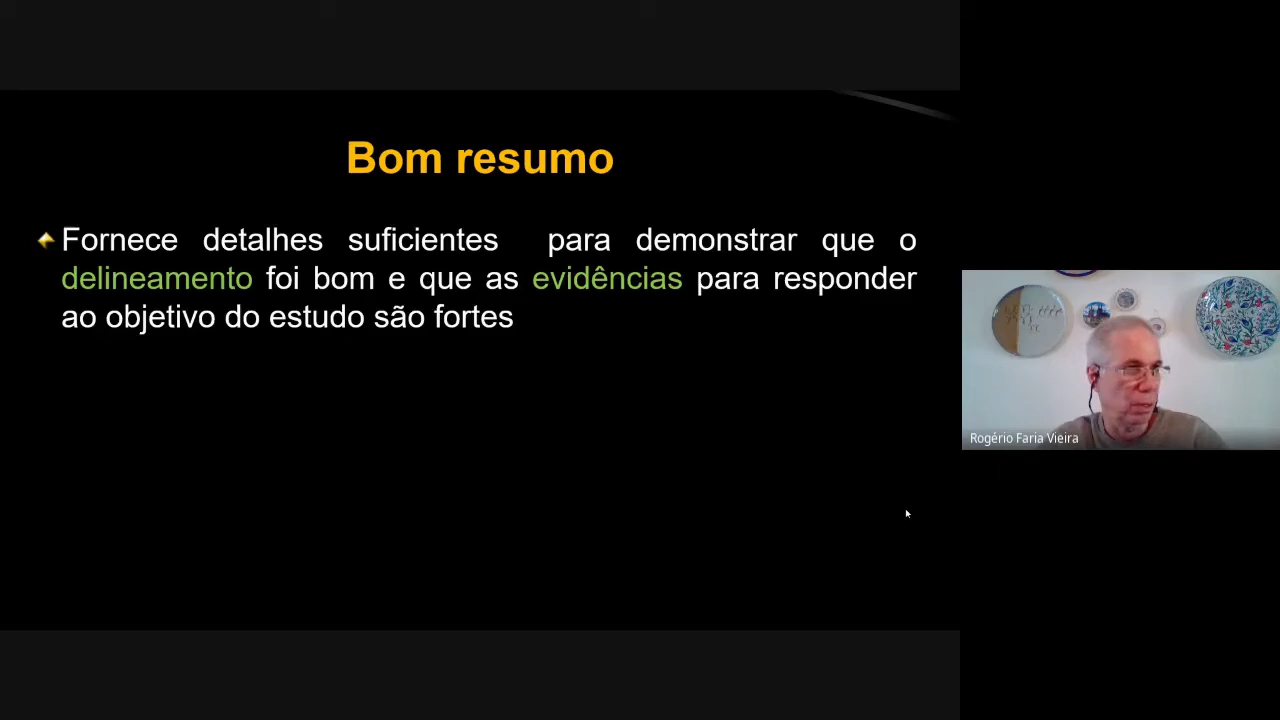 Bom resumo
Fornece detalhes suficientes para demonstrar que o
delineamento foi bom e que as evidências para responder
ao objetivo do estudo são fortes
Rogério Faria Vieira